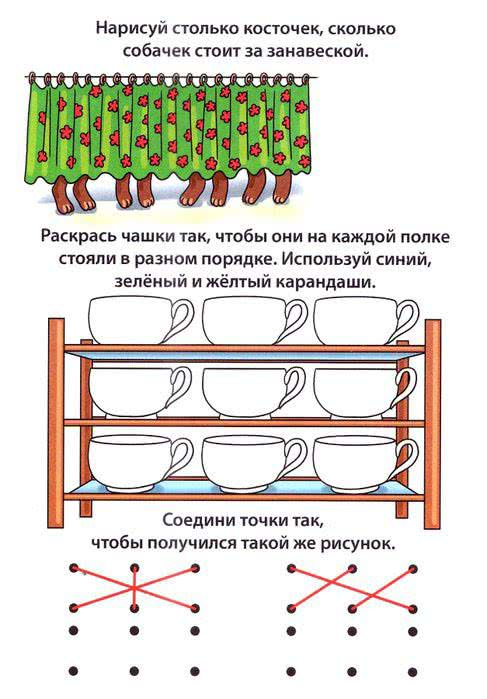 Нарисуй столько косточек, сколько
собачек стоит за занавеской.
Раскрась чашки так, чтобы они на каждой полке
стояли в разном порядке. Используй синий,
зелёный и жёлтый карандаши.
Соедини точки так,
чтобы получился такой же рисунок.